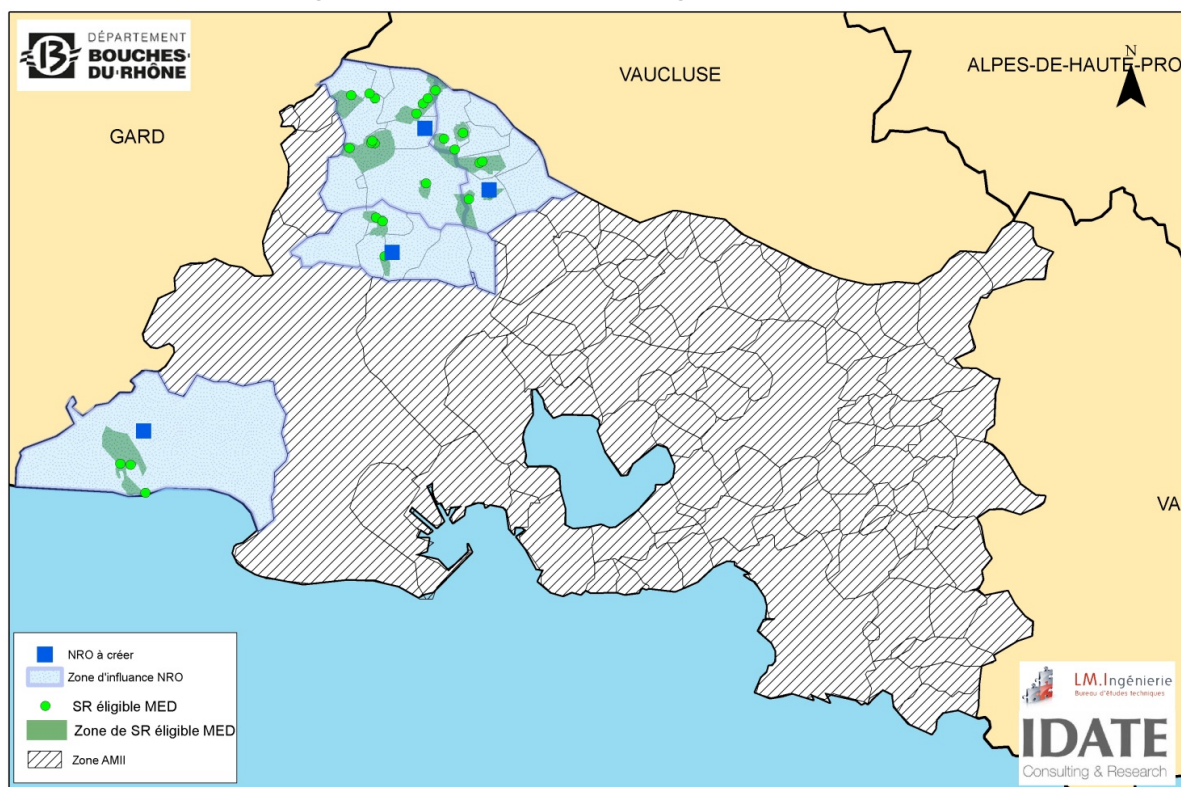 DÉPARTEMENT
BOUCHES-
DU-RHÔNE
VAUCLUSE
N
ALPES-DE-HAUTE-PRO
GARD
VA
NRO à créer
Zone d'influance NRO
SR éligible MED
Zone de SR éligible MED
Zone AMII
LM.Ingénierie
Bureau d'études techniques
IDATE
Consulting & Research